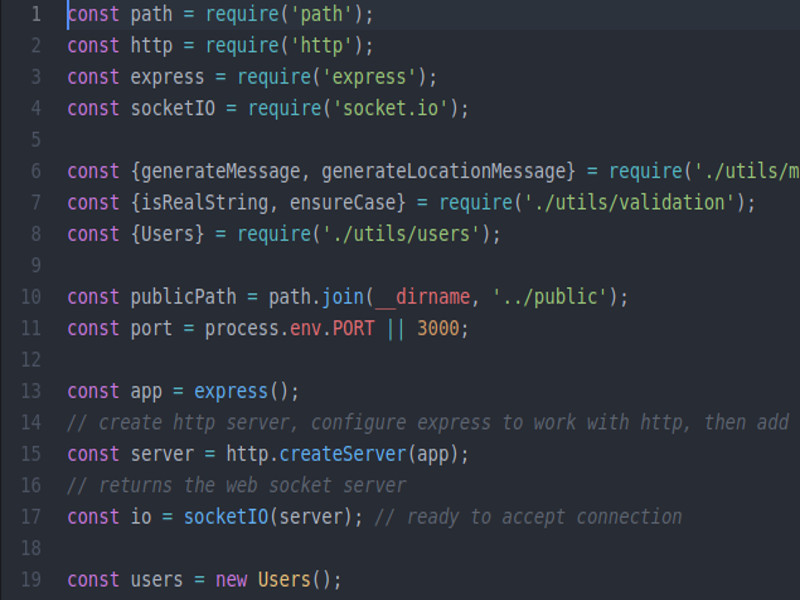 1 const path = require('path');
2 const http = require('http');
3 const express = require('express');
4 const socketIO = require('socket.io');
5
6 const {generateMessage, generateLocationMessage} = require('./utils/m
7 const {isRealString, ensureCase} = require('./utils/validation');
8 const {Users} = require('./utils/users');
9
10 const publicPath = path.join(__dirname, '../public');
11 const port = process.env.PORT || 3000;
12
13 const app = express();
14 // create http server, configure express to work with http, then add
15 const server = http.createServer(app);
16 // returns the web socket server
17 const io = socketIO(server); // ready to accept connection
18
19 const users = new Users();